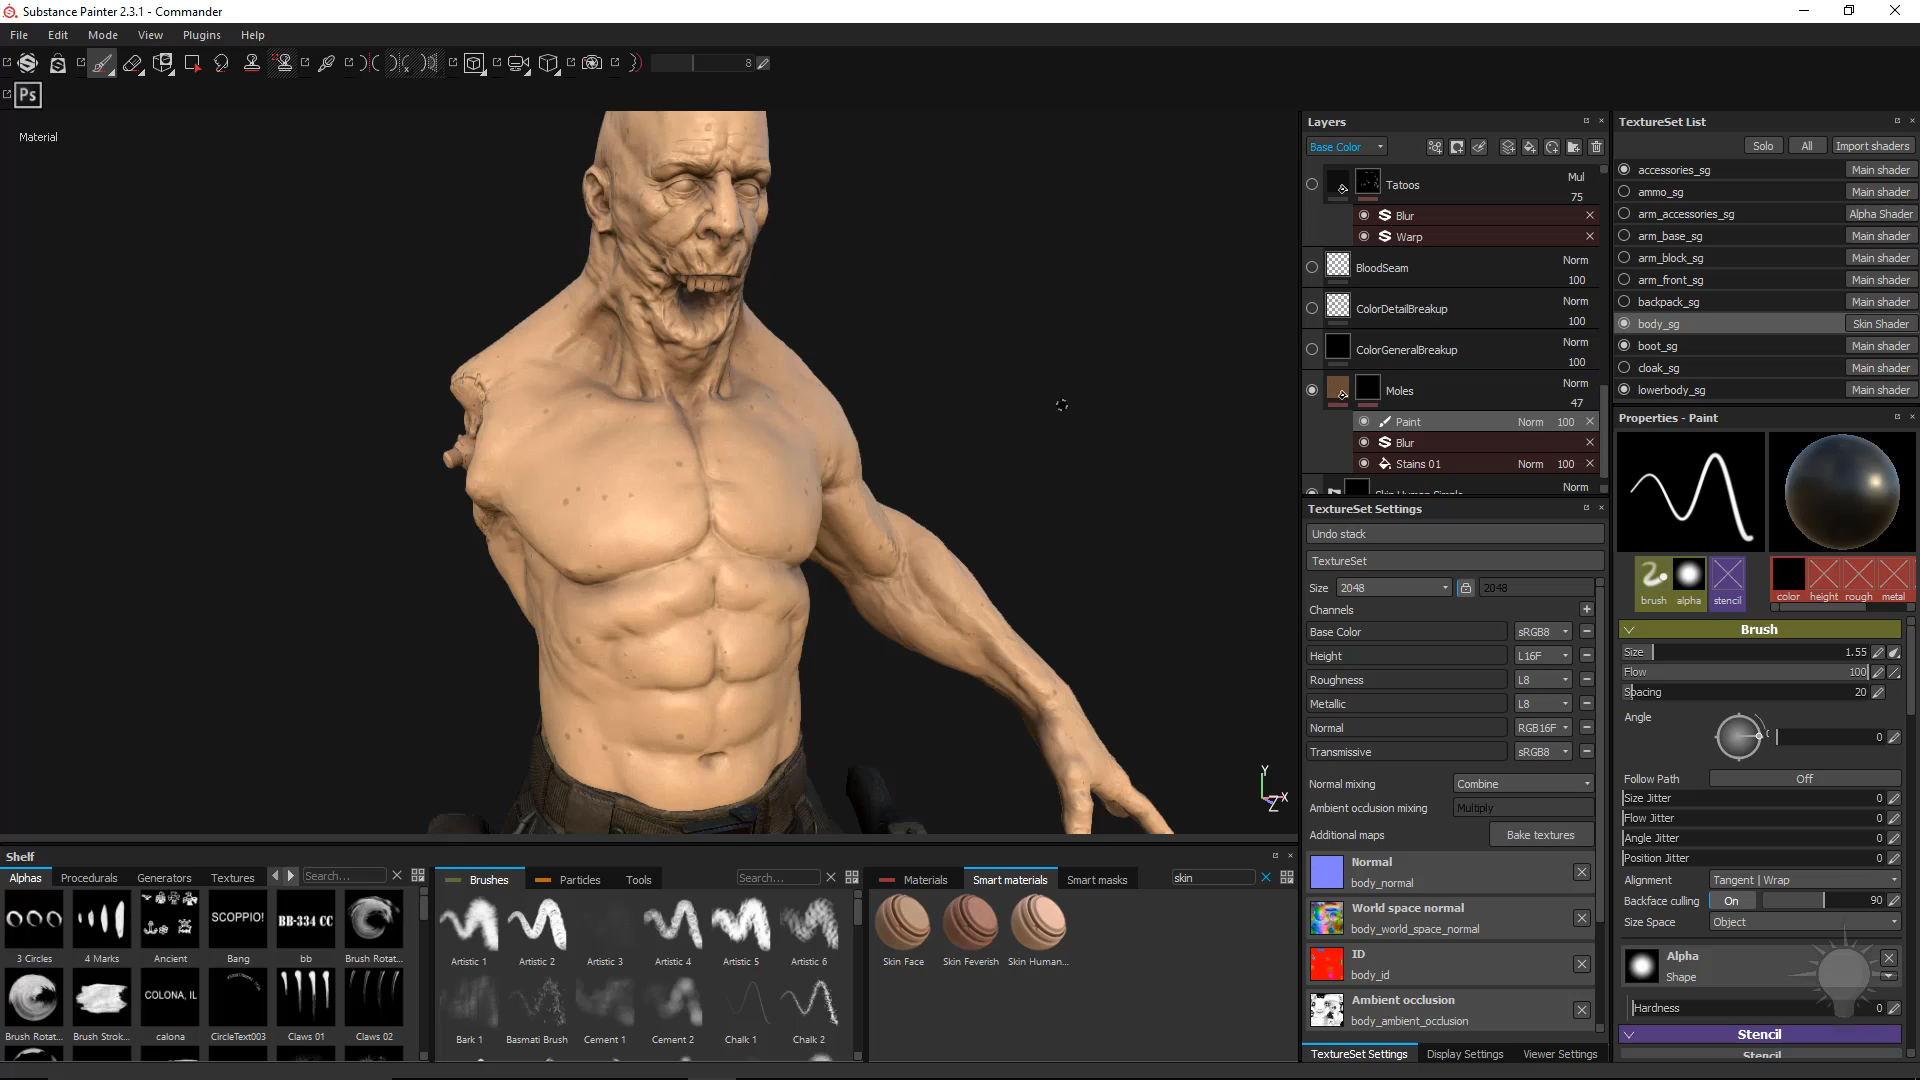 Substance Painter 2.3.1 - Commander
File Edit Mode View Plugins Help
8
Ps
Material
Y
X
Z
Layers
Base Color
Tatoos Mul
75
Blur
Warp
BloodSeam Norm
100
ColorDetailBreakup Norm
100
ColorGeneralBreakup Norm
100
Moles Norm
47
Paint Norm 100
Blur
Stains 01 Norm 100
Norm
TextureSet Settings
Undo stack
TextureSet
Size 2048 2048
Channels
Base Color sRGB8
Height L16F
Roughness L8
Metallic L8
Normal RGB16F
Transmissive sRGB8
Normal mixing Combine
Ambient occlusion mixing Multiply
Additional maps Bake textures
Normal
body_normal
World space normal
body_world_space_normal
ID
body_id
Ambient occlusion
body_ambient_occlusion
TextureSet Settings Display Settings Viewer Settings
TextureSet List
Solo All Import shaders
accessories_sg Main shader
ammo_sg Main shader
arm_accessories_sg Alpha Shader
arm_base_sg Main shader
arm_block_sg Main shader
arm_front_sg Main shader
backpack_sg Main shader
body_sg Skin Shader
boot_sg Main shader
cloak_sg Main shader
lowerbody_sg Main shader
Properties - Paint
brush alpha stencil color height rough metal
Brush
Size 1.55
Flow 100
Spacing 20
Angle 0
Follow Path Off
Size Jitter 0
Flow Jitter 0
Angle Jitter 0
Position Jitter 0
Alignment Tangent | Wrap
Backface culling On 90
Size Space Object
Alpha
Shape
Hardness 0
Stencil
Stencil
Shelf
Alphas Procedurals Generators Textures Search...
SCOPPIO! BB-334 CC
3 Circles 4 Marks Ancient Bang bb Brush Rotat...
COLONA, IL
Brush Rotat... Brush Strok... calona CircleText003 Claws 01 Claws 02
Brushes Particles Tools Search...
Artistic 1 Artistic 2 Artistic 3 Artistic 4 Artistic 5 Artistic 6
Bark 1 Basmati Brush Cement 1 Cement 2 Chalk 1 Chalk 2
Materials Smart materials Smart masks skin
Skin Face Skin Feverish Skin Human...